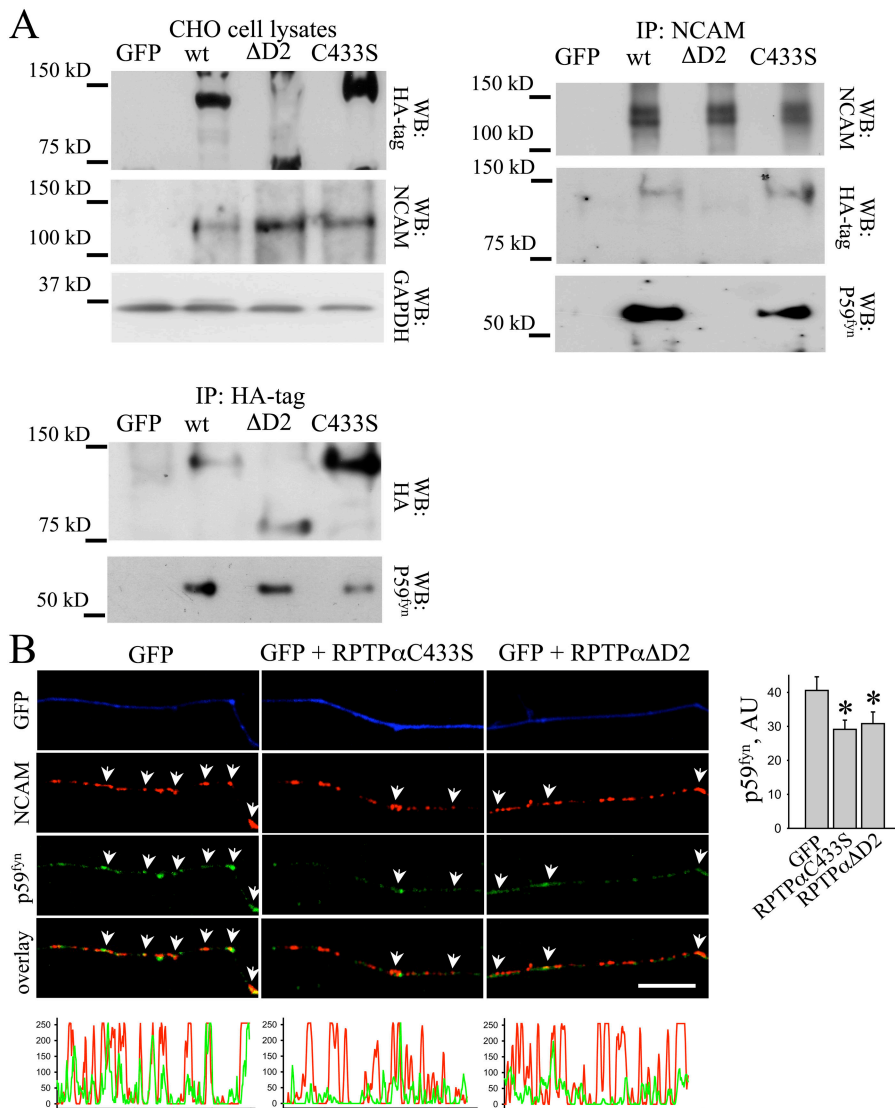 A
CHO cell lysates
GFP wt ΔD2 C433S
150 kD
75 kD
WB: HA-tag
150 kD
100 kD
WB: NCAM
37 kD
WB: GAPDH
IP: NCAM
GFP wt ΔD2 C433S
150 kD
100 kD
WB: NCAM
150 kD
75 kD
WB: HA-tag
50 kD
WB: P59fyn
IP: HA-tag
GFP wt ΔD2 C433S
150 kD
75 kD
WB: HA
50 kD
WB: P59fyn
B
GFP GFP + RPTPαC433S GFP + RPTPαΔD2
GFP
NCAM
p59fyn
overlay
250
200
150
100
50
0
250
200
150
100
50
0
250
200
150
100
50
0
p59fyn, AU
40
30
20
10
0
* *
GFP
RPTPαC433S
RPTPαΔD2